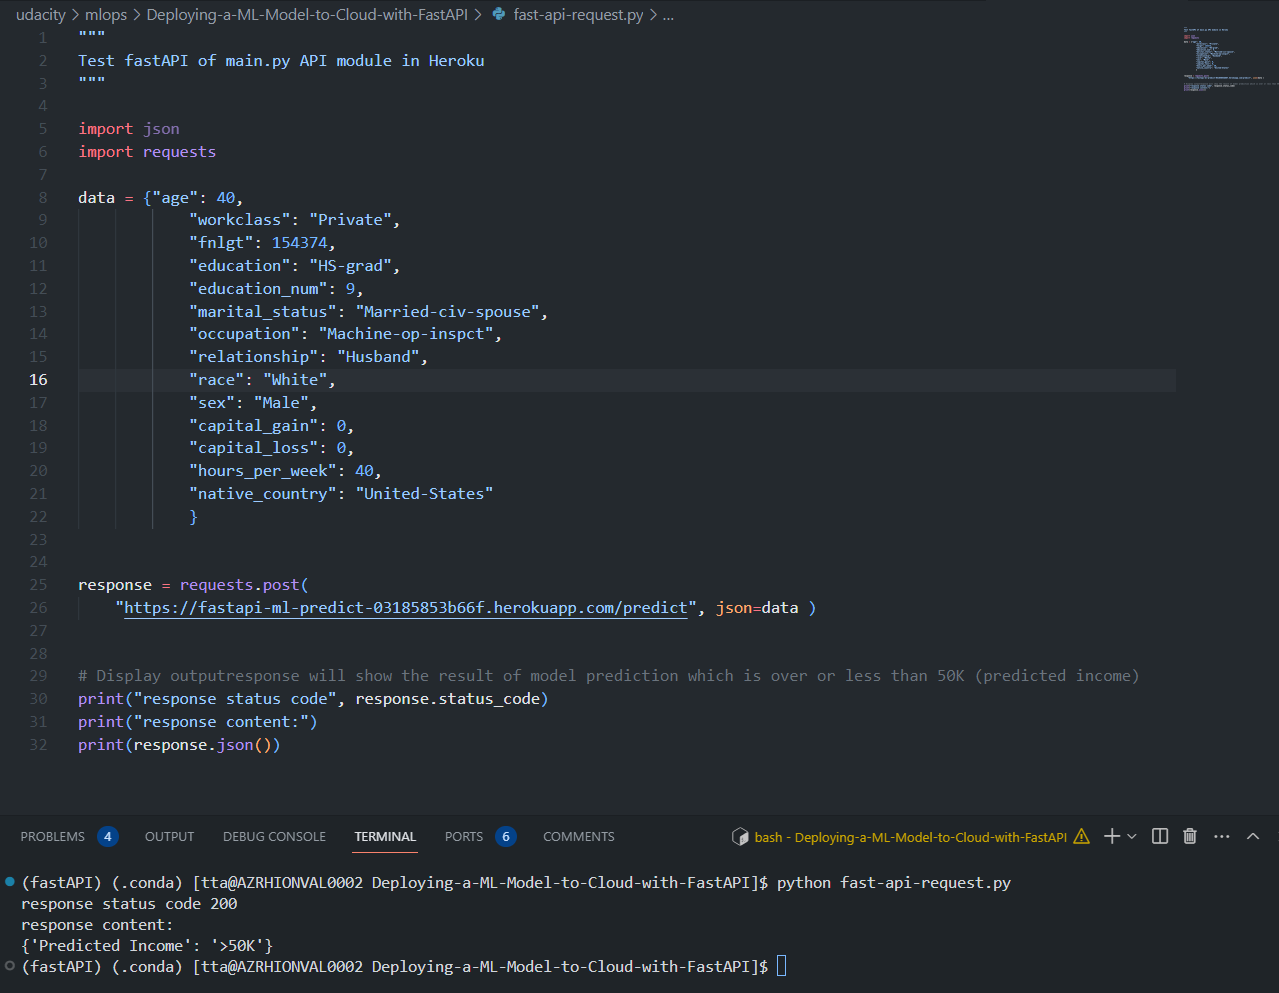 udacity > mlops > Deploying-a-ML-Model-to-Cloud-with-FastAPI > fast-api-request.py > ...
1 """
2 Test fastAPI of main.py API module in Heroku
3 """
4
5 import json
6 import requests
7
8 data = {"age": 40,
9 "workclass": "Private",
10 "fnlgt": 154374,
11 "education": "HS-grad",
12 "education_num": 9,
13 "marital_status": "Married-civ-spouse",
14 "occupation": "Machine-op-inspct",
15 "relationship": "Husband",
16 "race": "White",
17 "sex": "Male",
18 "capital_gain": 0,
19 "capital_loss": 0,
20 "hours_per_week": 40,
21 "native_country": "United-States"
22 }
23
24
25 response = requests.post(
26 "https://fastapi-ml-predict-03185853b66f.herokuapp.com/predict", json=data )
27
28
29 # Display outputresponse will show the result of model prediction which is over or less than 50K (predicted income)
30 print("response status code", response.status_code)
31 print("response content:")
32 print(response.json())
PROBLEMS 4 OUTPUT DEBUG CONSOLE TERMINAL PORTS 6 COMMENTS bash - Deploying-a-ML-Model-to-Cloud-with-FastAPI
(fastAPI) (.conda) [tta@AZRHIONVAL0002 Deploying-a-ML-Model-to-Cloud-with-FastAPI]$ python fast-api-request.py
response status code 200
response content:
{'Predicted Income': '>50K'}
(fastAPI) (.conda) [tta@AZRHIONVAL0002 Deploying-a-ML-Model-to-Cloud-with-FastAPI]$